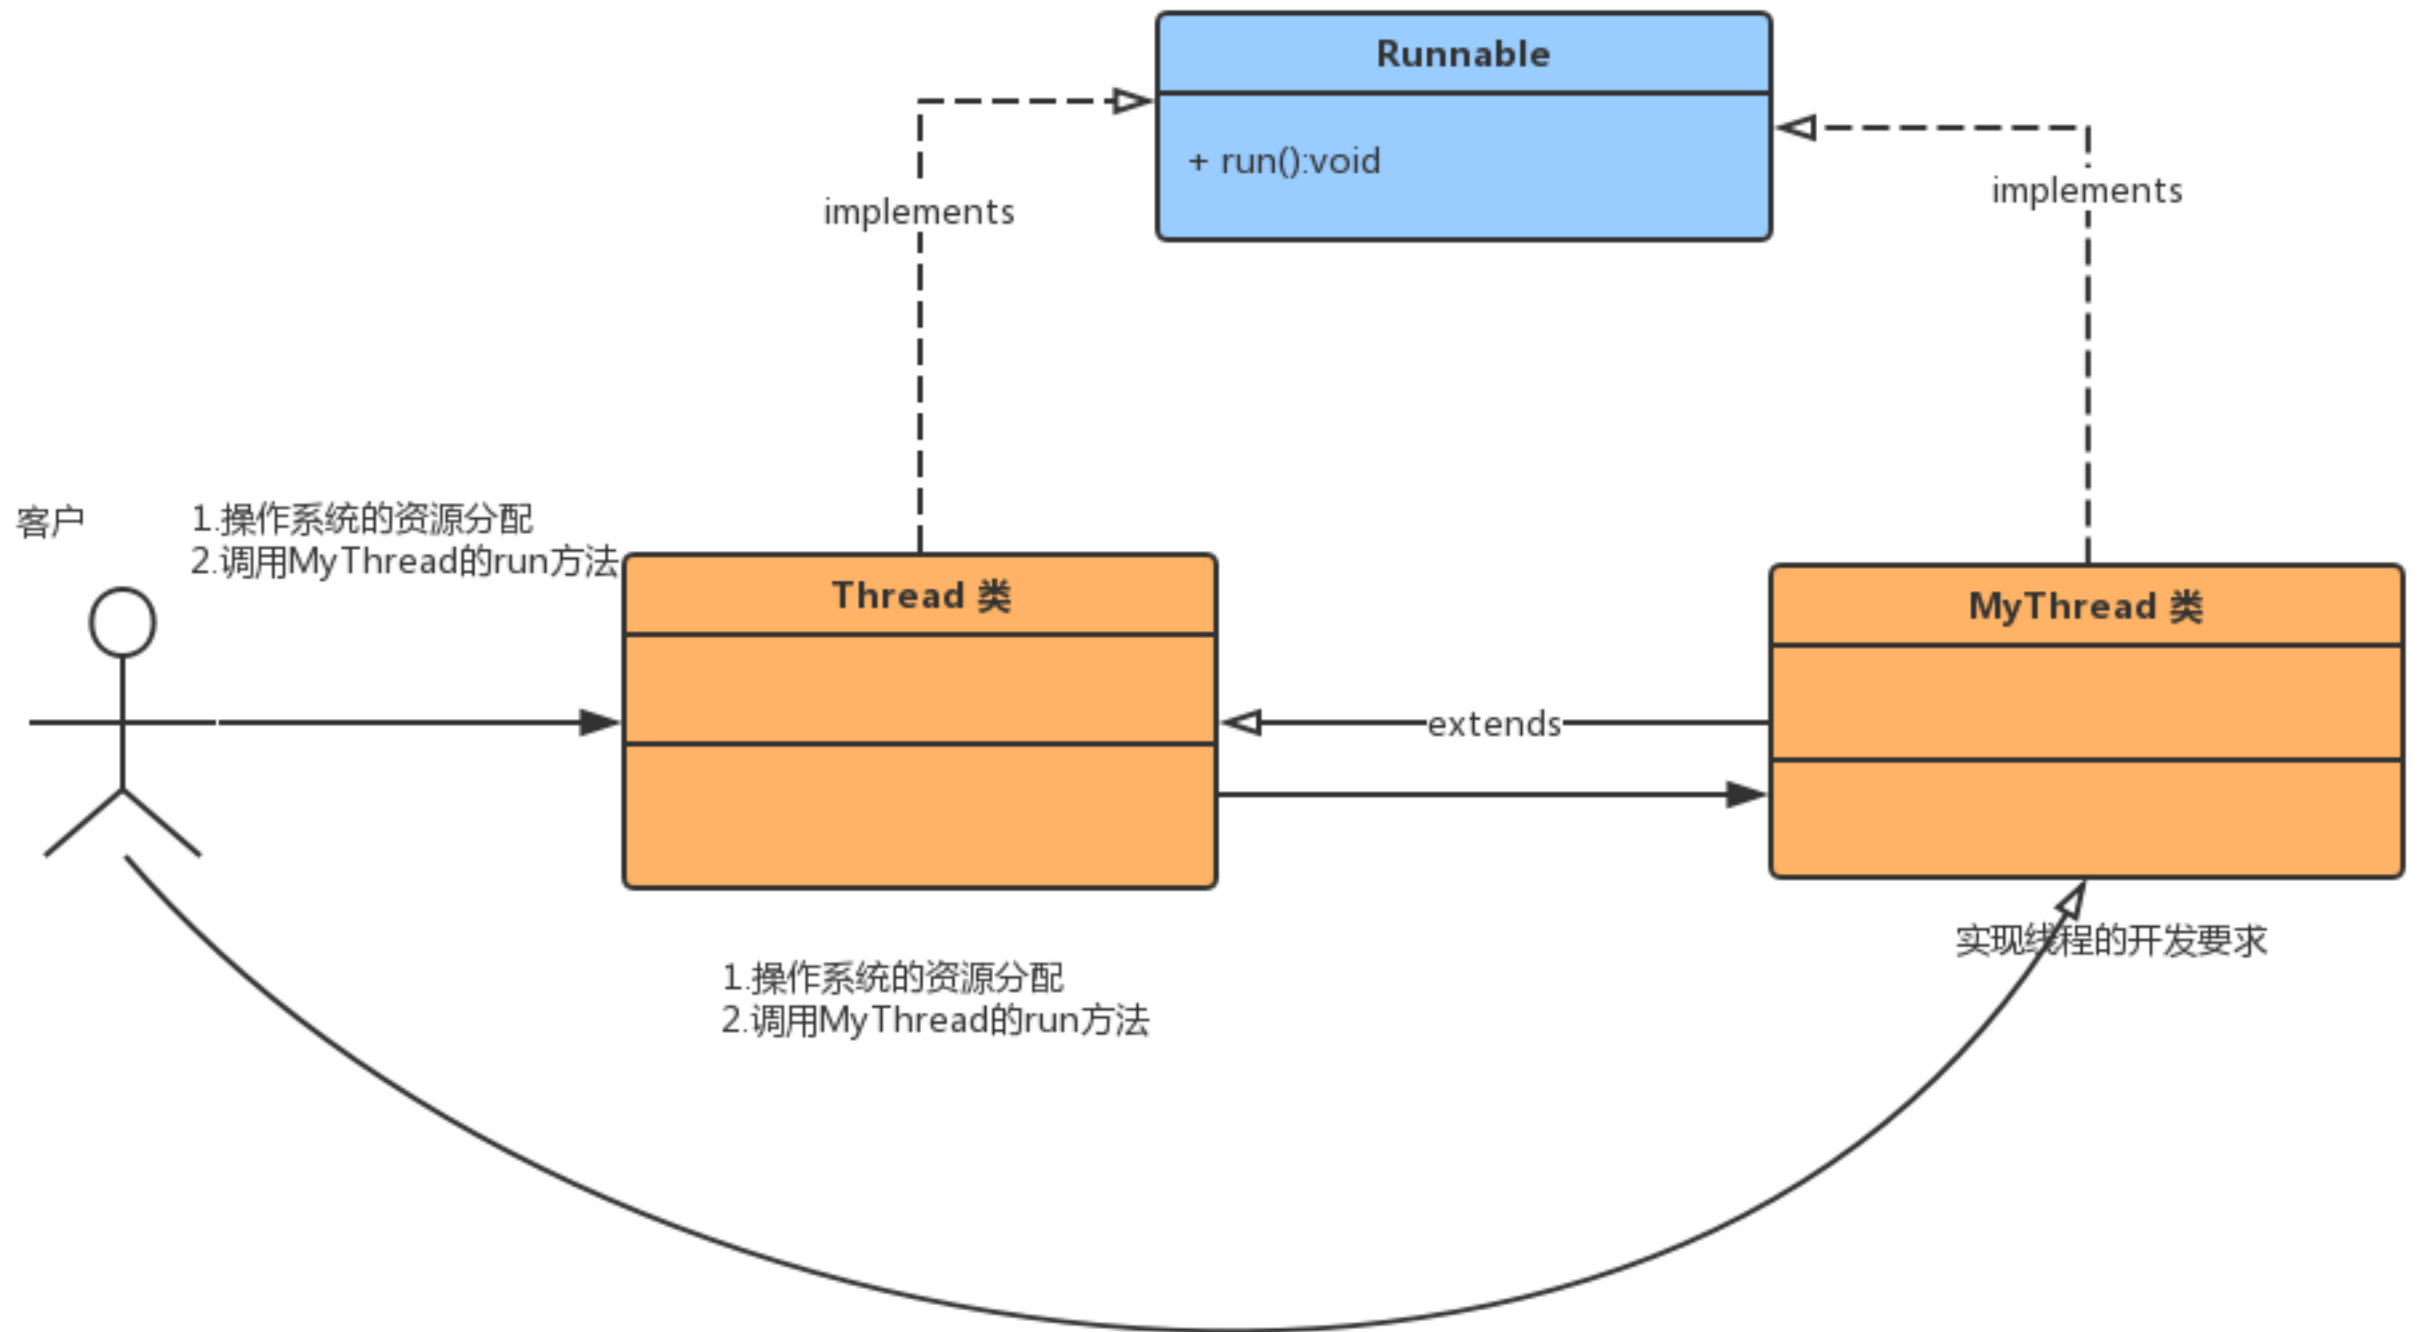 Runnable
+ run():void
implements
implements
客户
1.操作系统的资源分配
2.调用MyThread的run方法
Thread 类
MyThread 类
extends
实现线程的开发要求
1.操作系统的资源分配
2.调用MyThread的run方法